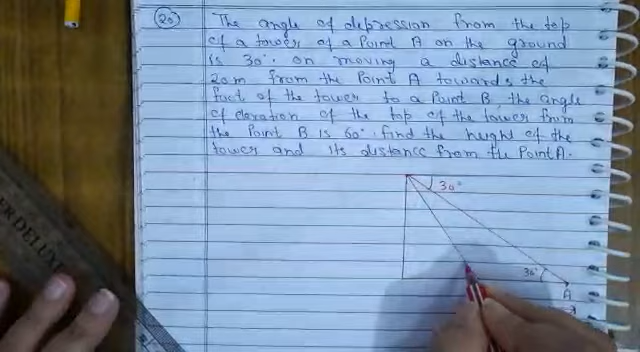 (20) The angle of depression from the top
of a tower of a Point A on the ground
is 30°. on moving a distance of
20m from the Point A towards the
foot of the tower to a Point B, the angle
of elevation of the top of the tower from
the Point B is 60°. find the height of the
tower and its distance from the Point A.
30°
30°
A